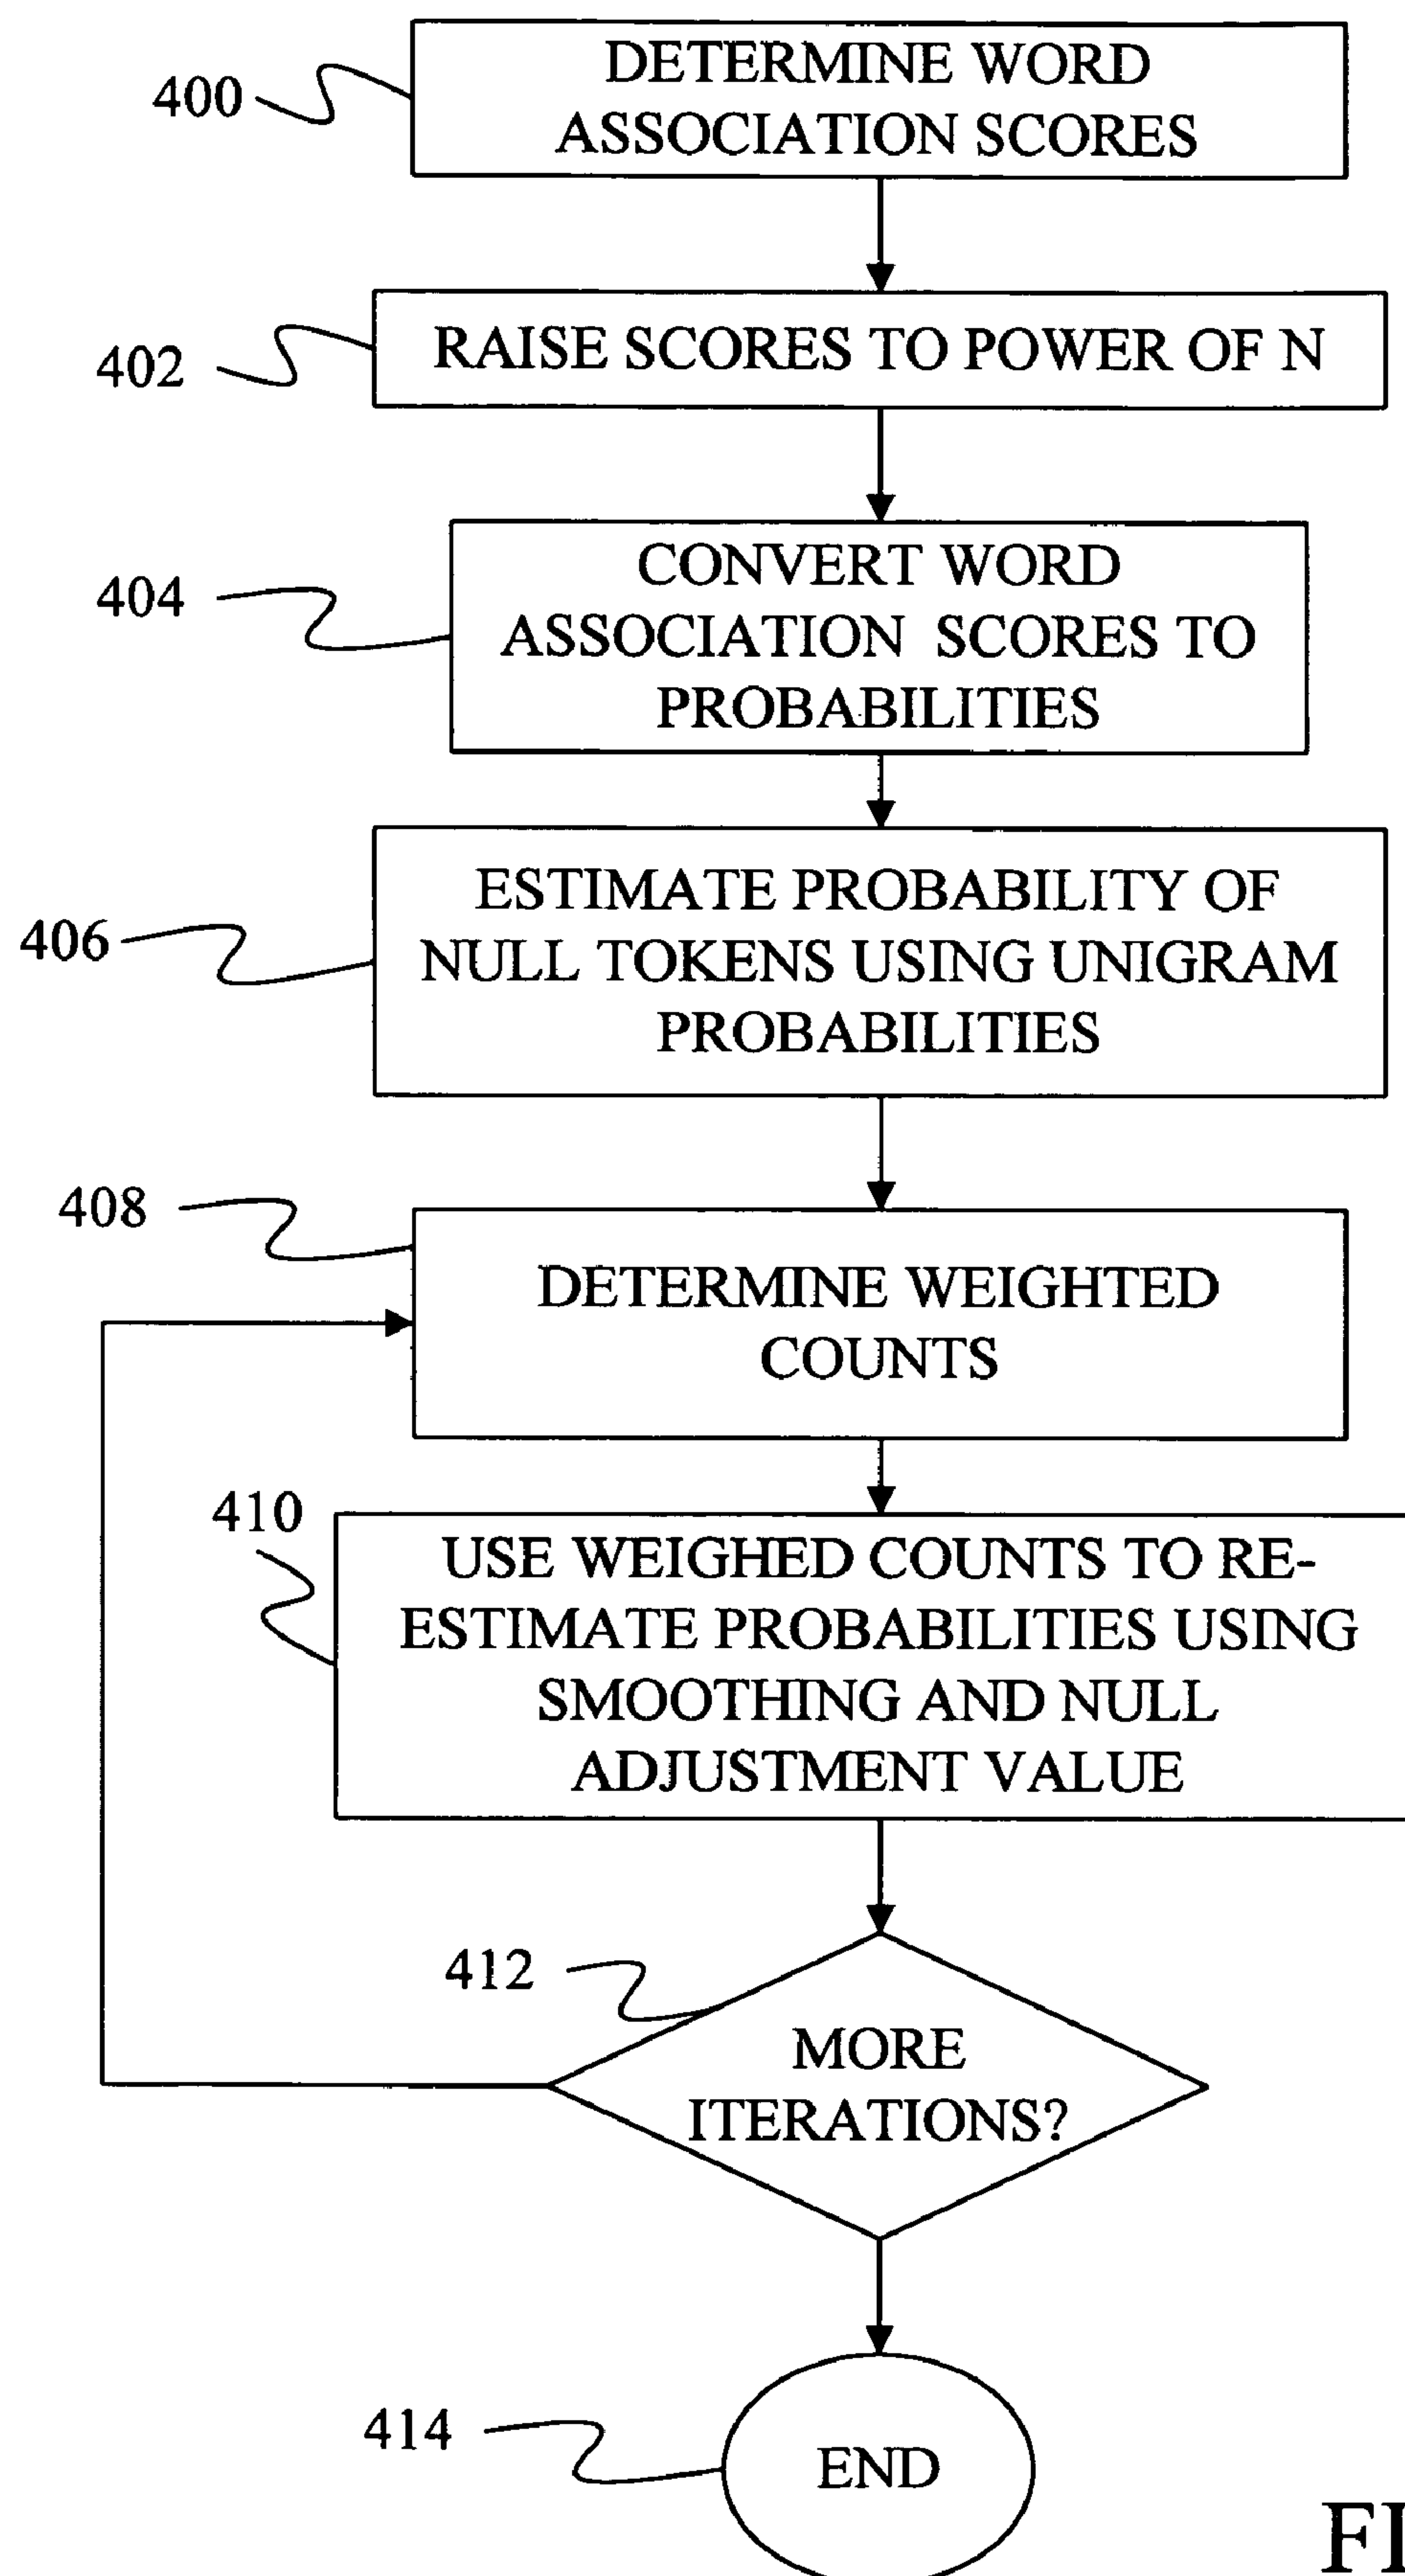 400
DETERMINE WORD
ASSOCIATION SCORES
402
RAISE SCORES TO POWER OF N
404
CONVERT WORD
ASSOCIATION SCORES TO
PROBABILITIES
406
ESTIMATE PROBABILITY OF
NULL TOKENS USING UNIGRAM
PROBABILITIES
408
DETERMINE WEIGHTED
COUNTS
410
USE WEIGHED COUNTS TO RE-
ESTIMATE PROBABILITIES USING
SMOOTHING AND NULL
ADJUSTMENT VALUE
412
MORE
ITERATIONS?
414
END